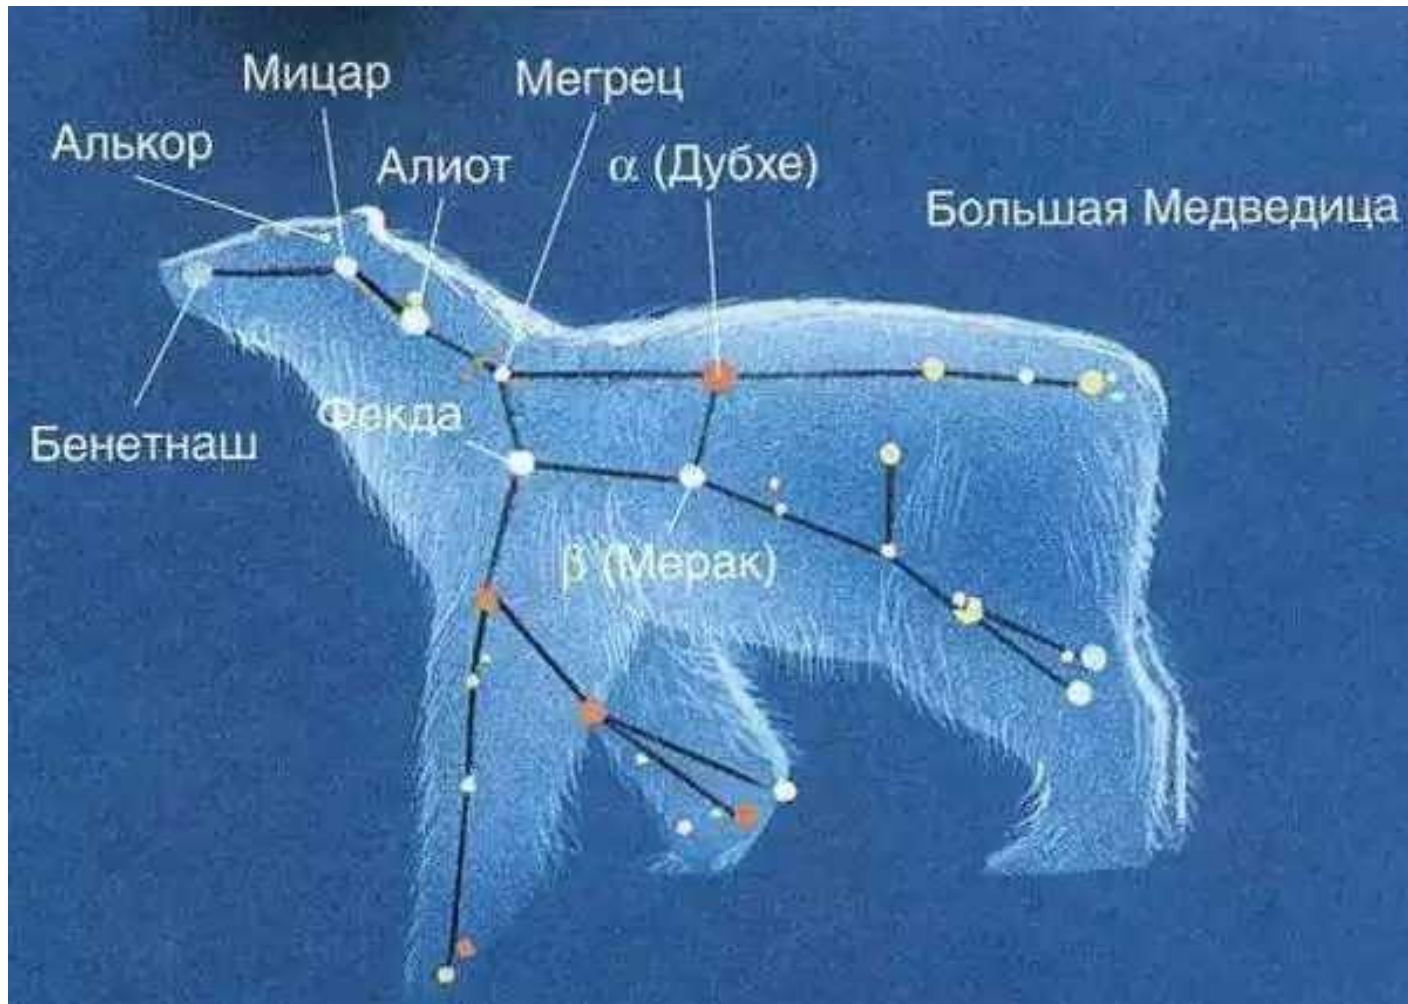 Мицар
Мегрец
Алькор
Алиот
α (Дубхе)
Большая Медведица
Фекда
Бенетнаш
β (Мерак)